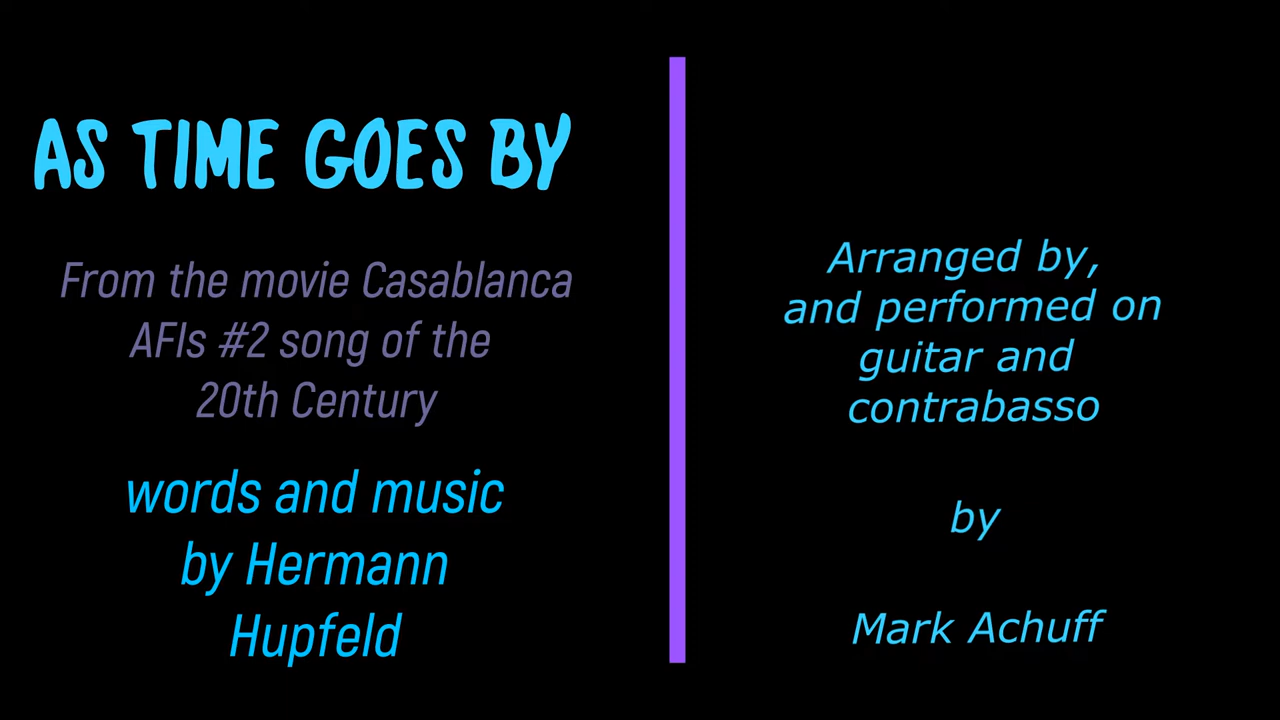 AS TIME GOES BY
From the movie Casablanca
AFIs #2 song of the
20th Century
words and music
by Hermann
Hupfeld
Arranged by,
and performed on
guitar and
contrabasso
by
Mark Achuff